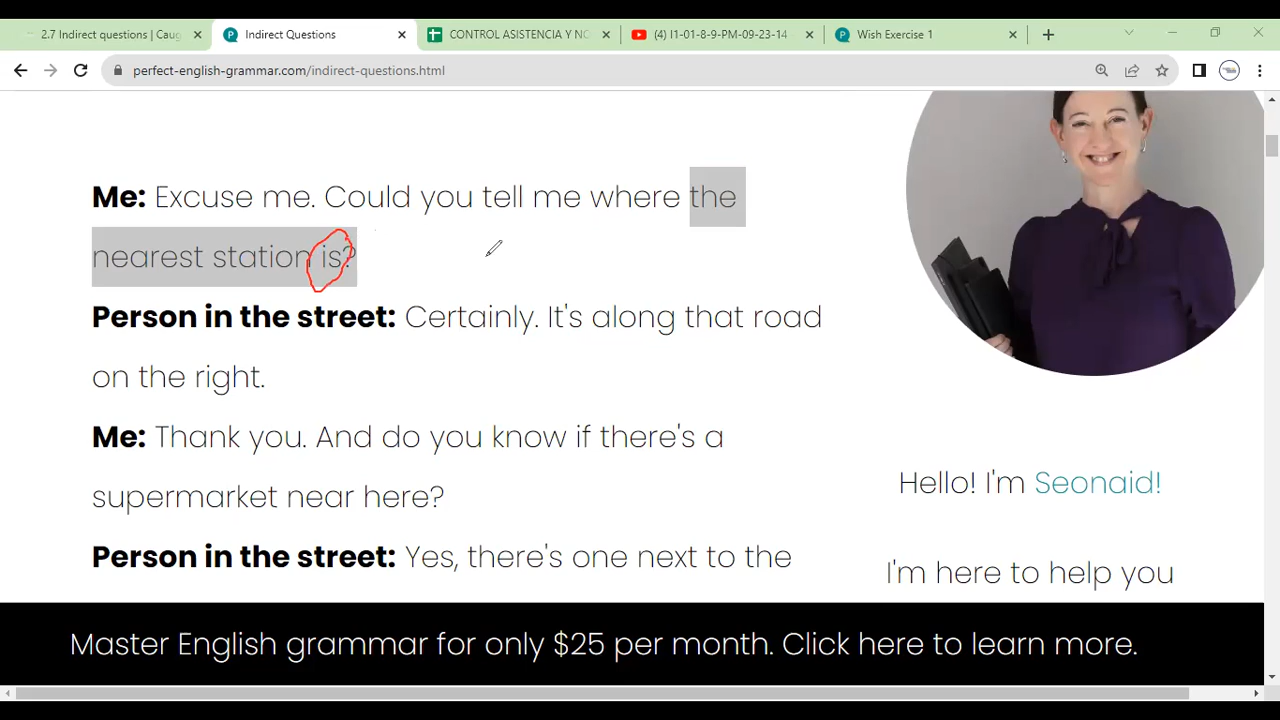 2.7 Indirect questions | Caug
Indirect Questions
CONTROL ASISTENCIA Y NO
(4) I1-01-8-9-PM-09-23-14
Wish Exercise 1
perfect-english-grammar.com/indirect-questions.html
Me: Excuse me. Could you tell me where the
nearest station is?
Person in the street: Certainly. It's along that road
on the right.
Me: Thank you. And do you know if there's a
supermarket near here?
Person in the street: Yes, there's one next to the
Hello! I'm Seonaid!
I'm here to help you
Master English grammar for only $25 per month. Click here to learn more.